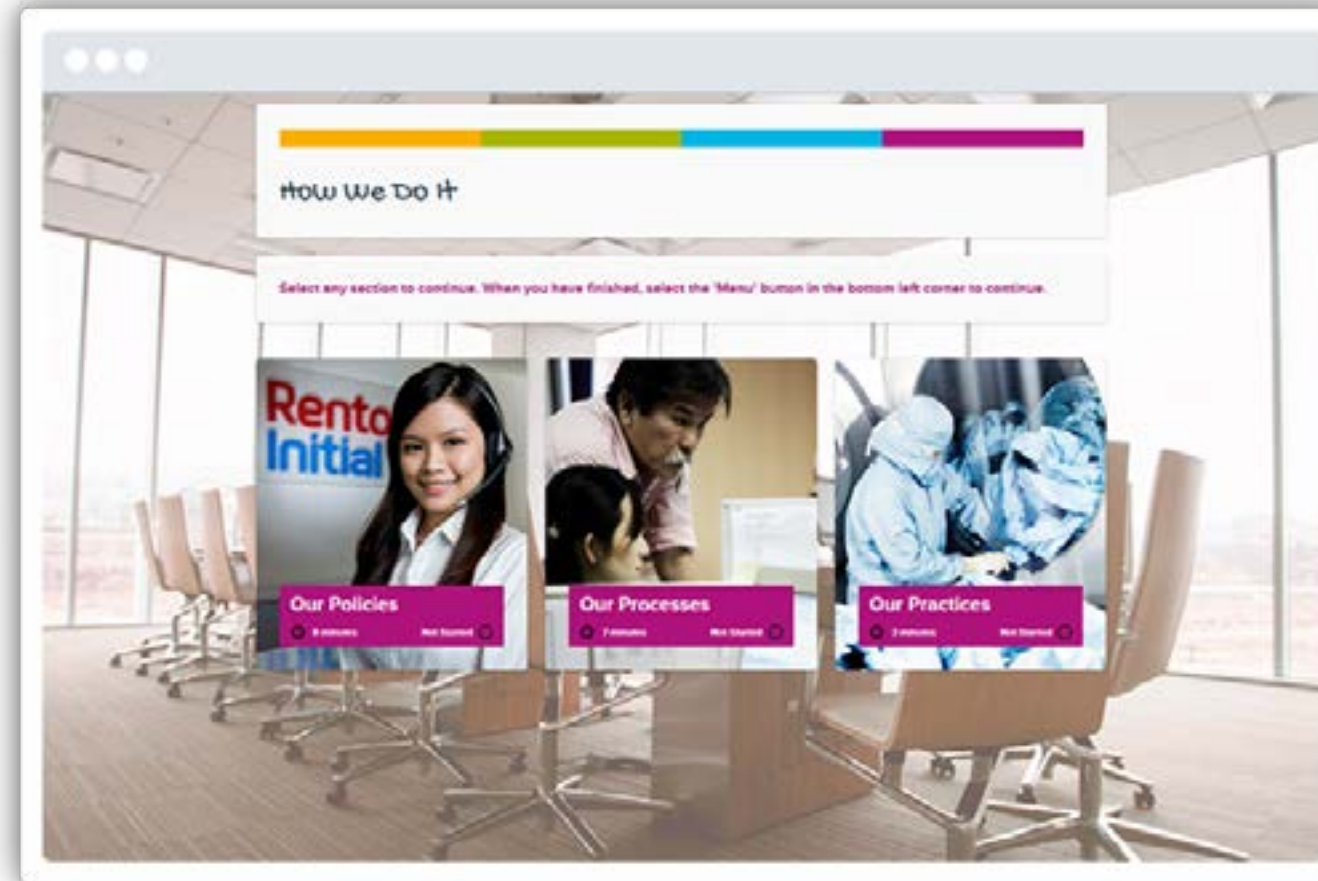 How We Do It
Select any section to continue. When you have finished, select the 'Menu' button in the bottom left corner to continue.
Rento
Initial
Our Policies
minutes Not Started
Our Processes
7 minutes Not Started
Our Practices
minutes Not Started